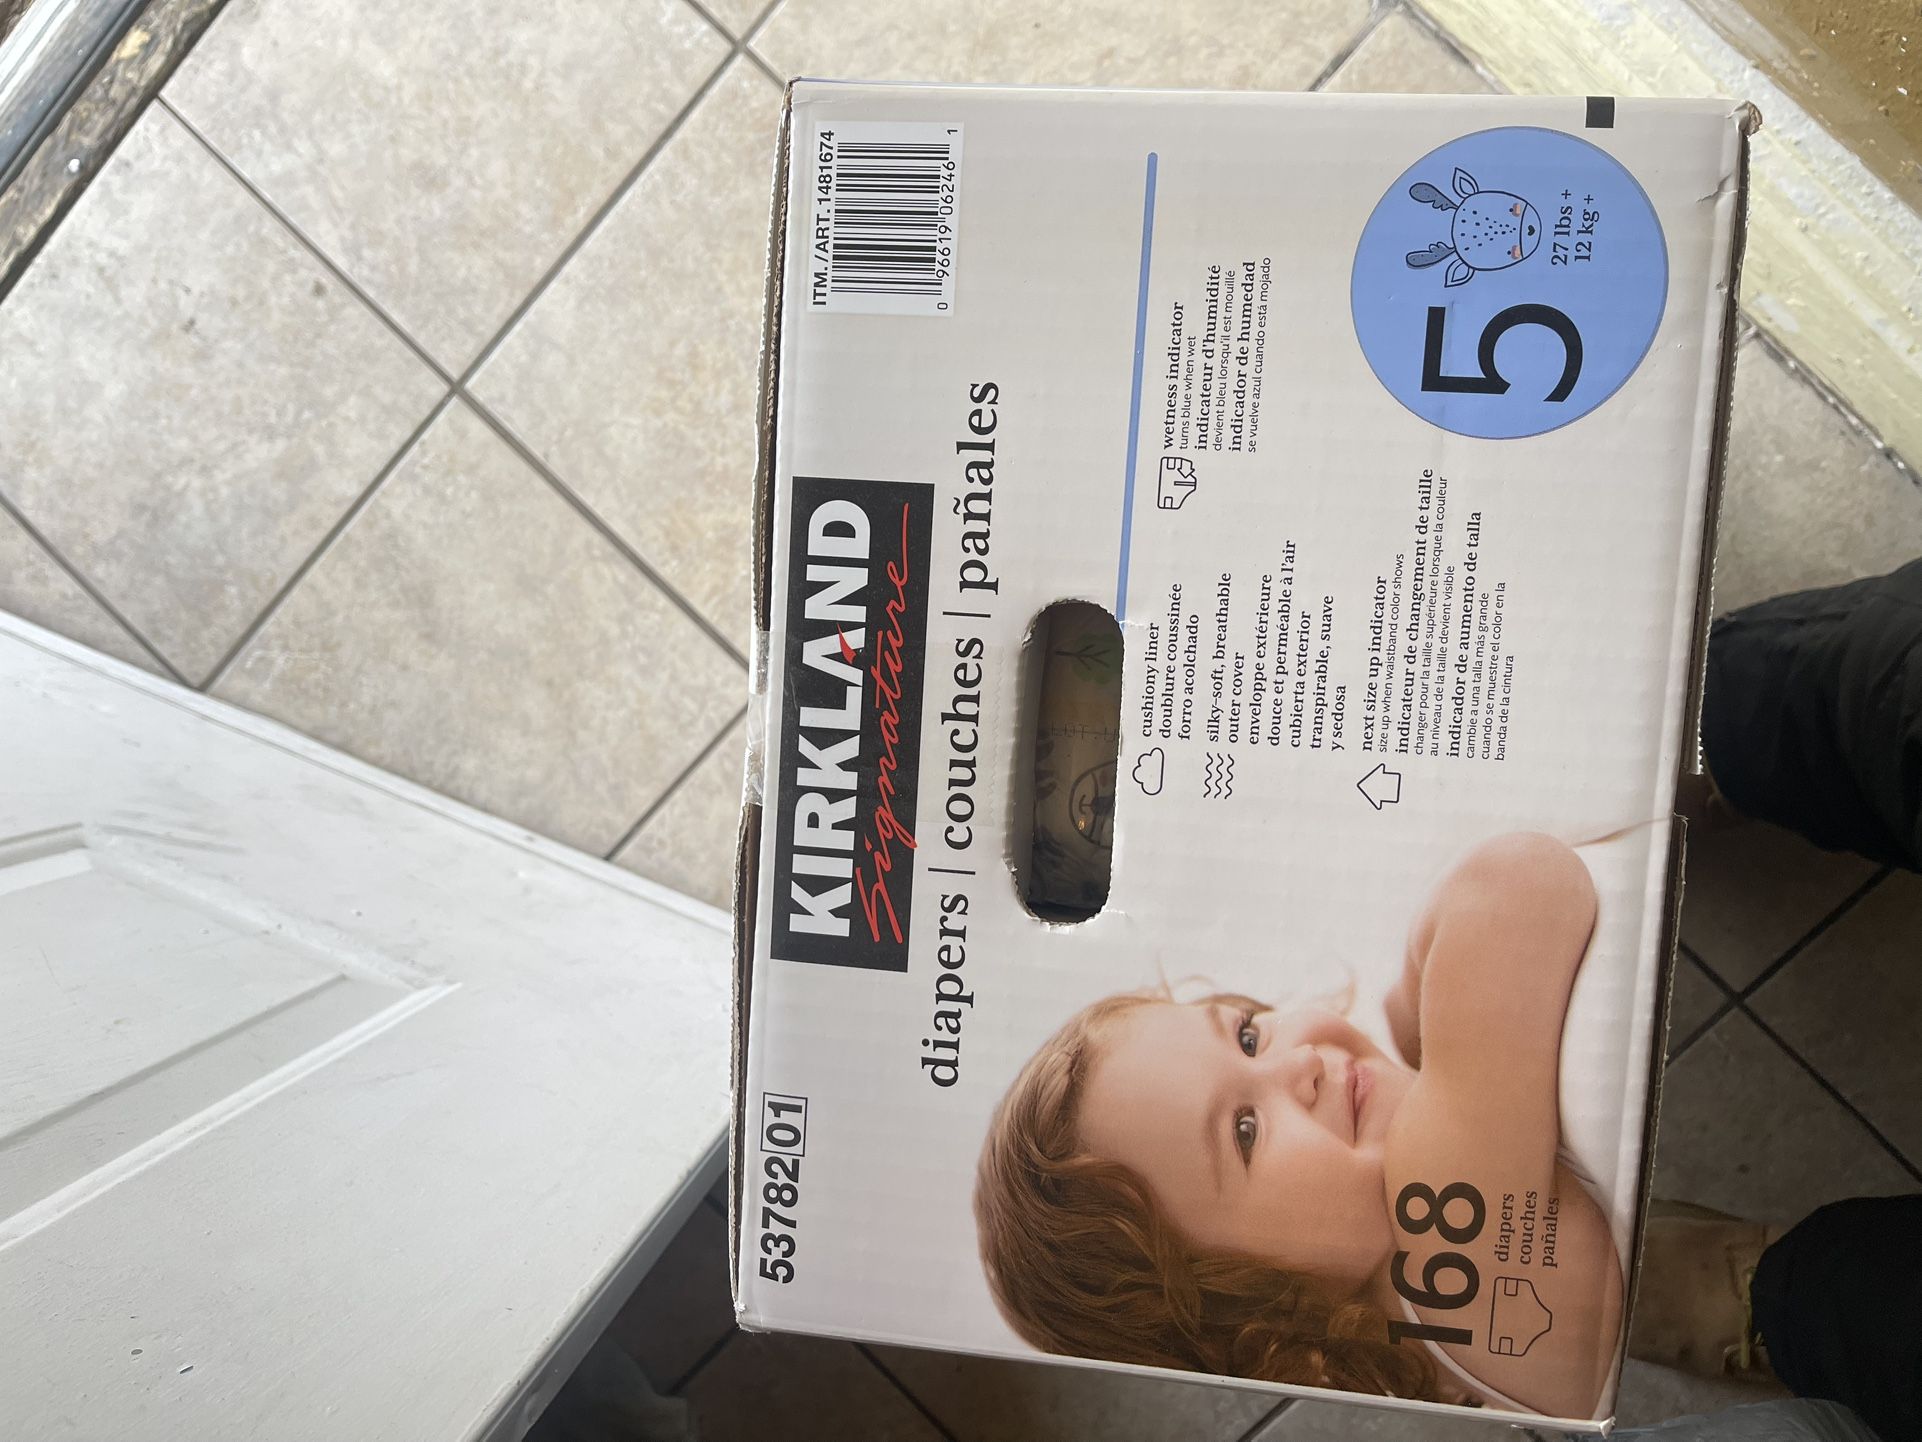 5378201
KIRKLAND
Signature
ITM./ART. 1481674
0 96619 06246 1
diapers | couches | pañales
cushiony liner
doublure coussinée
forro acolchado
silky-soft, breathable
outer cover
enveloppe extérieure
douce et perméable à l'air
cubierta exterior
transpirable, suave
y sedosa
wetness indicator
turns blue when wet
indicateur d'humidité
devient bleu lorsqu'il est mouillé
indicador de humedad
se vuelve azul cuando está mojado
next size up indicator
size up when waistband color shows
indicateur de changement de taille
changer pour la taille supérieure lorsque la couleur
au niveau de la taille devient visible
indicador de aumento de talla
cambie a una talla más grande
cuando se muestre el color en la
banda de la cintura
168
diapers
couches
pañales
5
27 lbs +
12 kg +